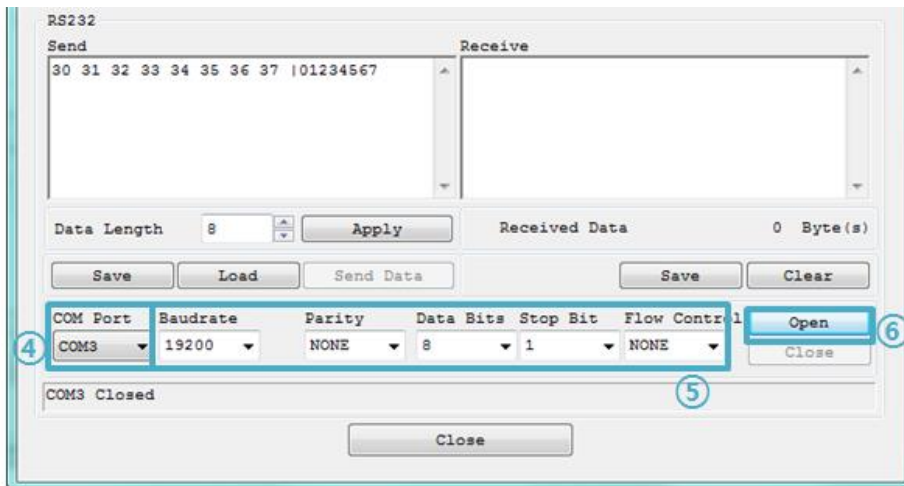 RS232
Send Receive
30 31 32 33 34 35 36 37 |01234567
Data Length 8 Apply Received Data 0 Byte(s)
Save Load Send Data Save Clear
COM Port Baudrate Parity Data Bits Stop Bit Flow Control Open
④ COM3 19200 NONE 8 1 NONE ⑥
Close
⑤
COM3 Closed
Close